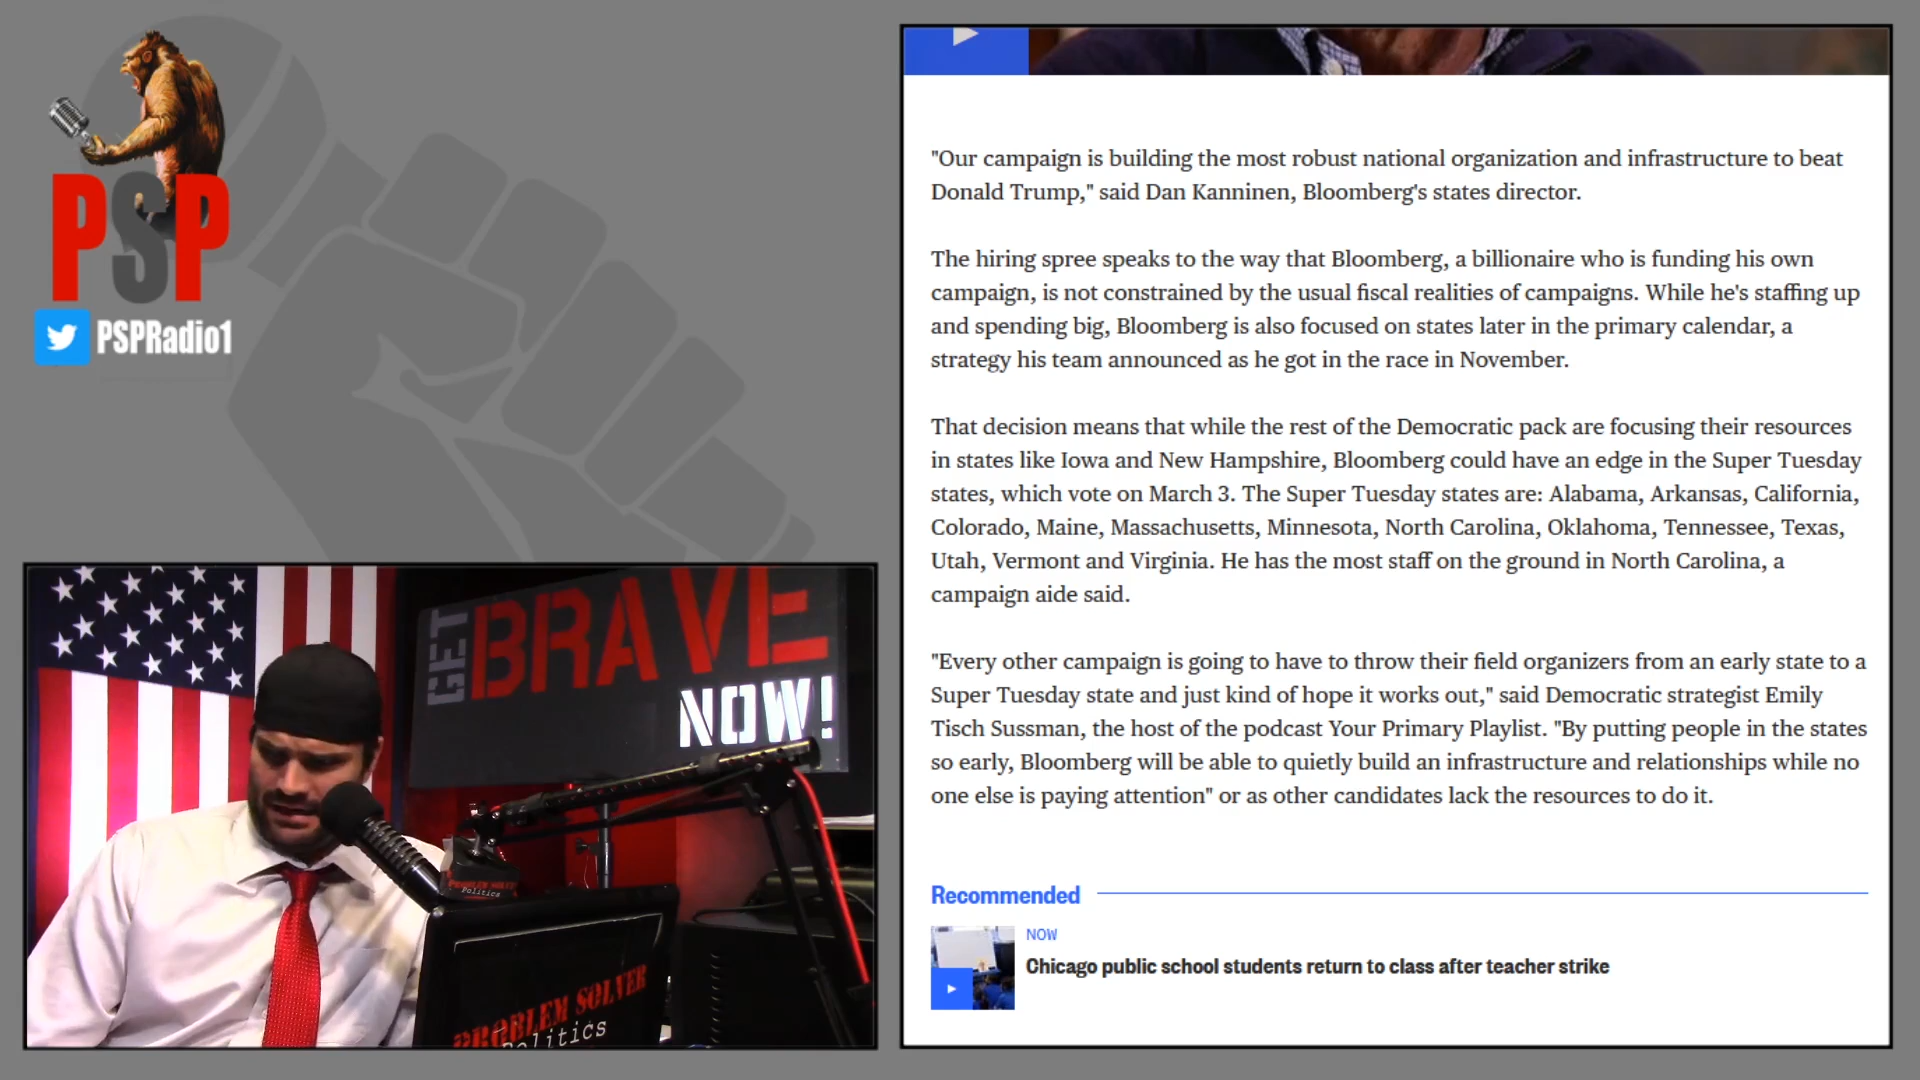 PSP
PSPRadio1
GET
BRAVE
NOW!
PROBLEM SOLVER
Politics
PROBLEM SOLVER
Politics
"Our campaign is building the most robust national organization and infrastructure to beat
Donald Trump," said Dan Kanninen, Bloomberg's states director.
The hiring spree speaks to the way that Bloomberg, a billionaire who is funding his own
campaign, is not constrained by the usual fiscal realities of campaigns. While he's staffing up
and spending big, Bloomberg is also focused on states later in the primary calendar, a
strategy his team announced as he got in the race in November.
That decision means that while the rest of the Democratic pack are focusing their resources
in states like Iowa and New Hampshire, Bloomberg could have an edge in the Super Tuesday
states, which vote on March 3. The Super Tuesday states are: Alabama, Arkansas, California,
Colorado, Maine, Massachusetts, Minnesota, North Carolina, Oklahoma, Tennessee, Texas,
Utah, Vermont and Virginia. He has the most staff on the ground in North Carolina, a
campaign aide said.
"Every other campaign is going to have to throw their field organizers from an early state to a
Super Tuesday state and just kind of hope it works out," said Democratic strategist Emily
Tisch Sussman, the host of the podcast Your Primary Playlist. "By putting people in the states
so early, Bloomberg will be able to quietly build an infrastructure and relationships while no
one else is paying attention" or as other candidates lack the resources to do it.
Recommended
NOW
Chicago public school students return to class after teacher strike